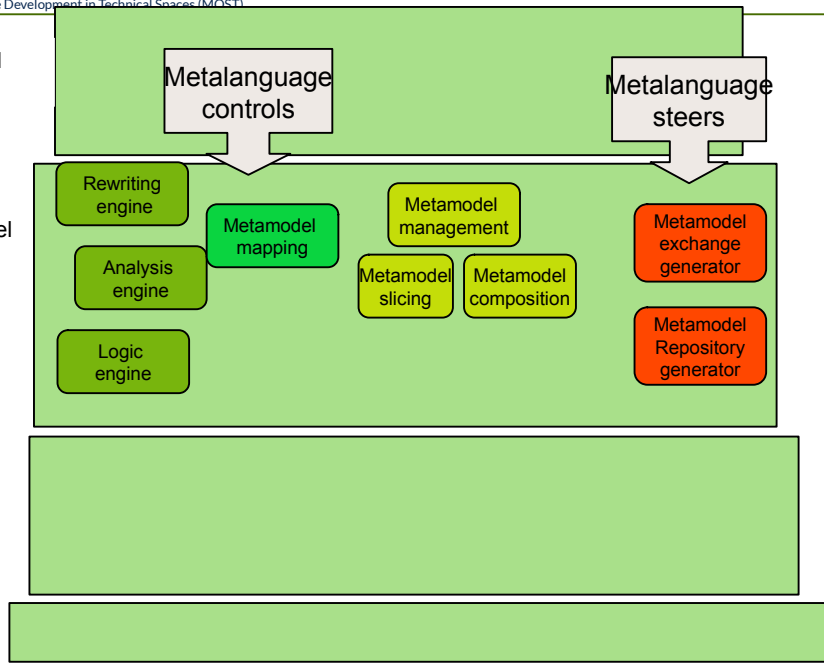 Development in Technical Spaces (MOST)
Metalanguage
controls
Metalanguage
steers
Rewriting
engine
Metamodel
mapping
Analysis
engine
Logic
engine
Metamodel
management
Metamodel
slicing
Metamodel
composition
Metamodel
exchange
generator
Metamodel
Repository
generator